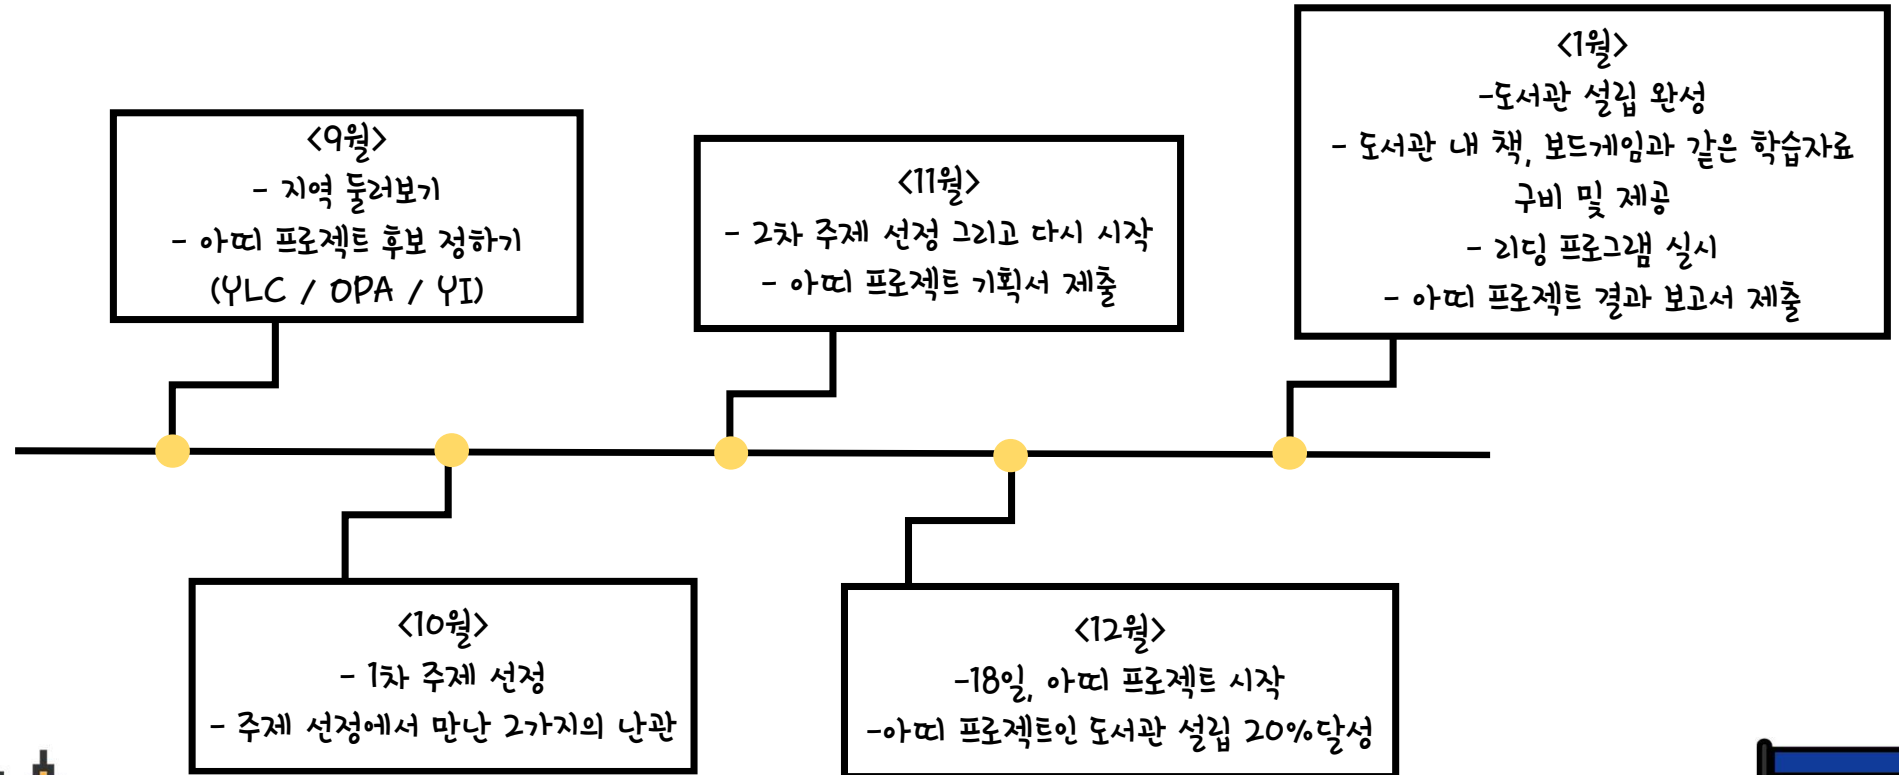 <9월>
- 지역 둘러보기
- 아띠 프로젝트 후보 정하기
(YLC / OPA / YI)
<10월>
- 1차 주제 선정
- 주제 선정에서 만난 2가지의 난관
<11월>
- 2차 주제 선정 그리고 다시 시작
- 아띠 프로젝트 기획서 제출
<12월>
-18일, 아띠 프로젝트 시작
-아띠 프로젝트인 도서관 설립 20%달성
<1월>
-도서관 설립 완성
- 도서관 내 책, 보드게임과 같은 학습자료
구비 및 제공
- 리딩 프로그램 실시
- 아띠 프로젝트 결과 보고서 제출